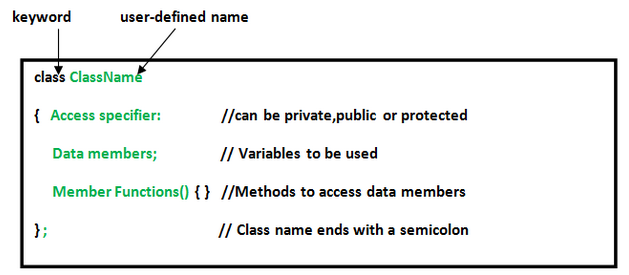 keyword user-defined name
class ClassName
{ Access specifier: //can be private,public or protected
Data members; // Variables to be used
Member Functions() { } //Methods to access data members
} ; // Class name ends with a semicolon